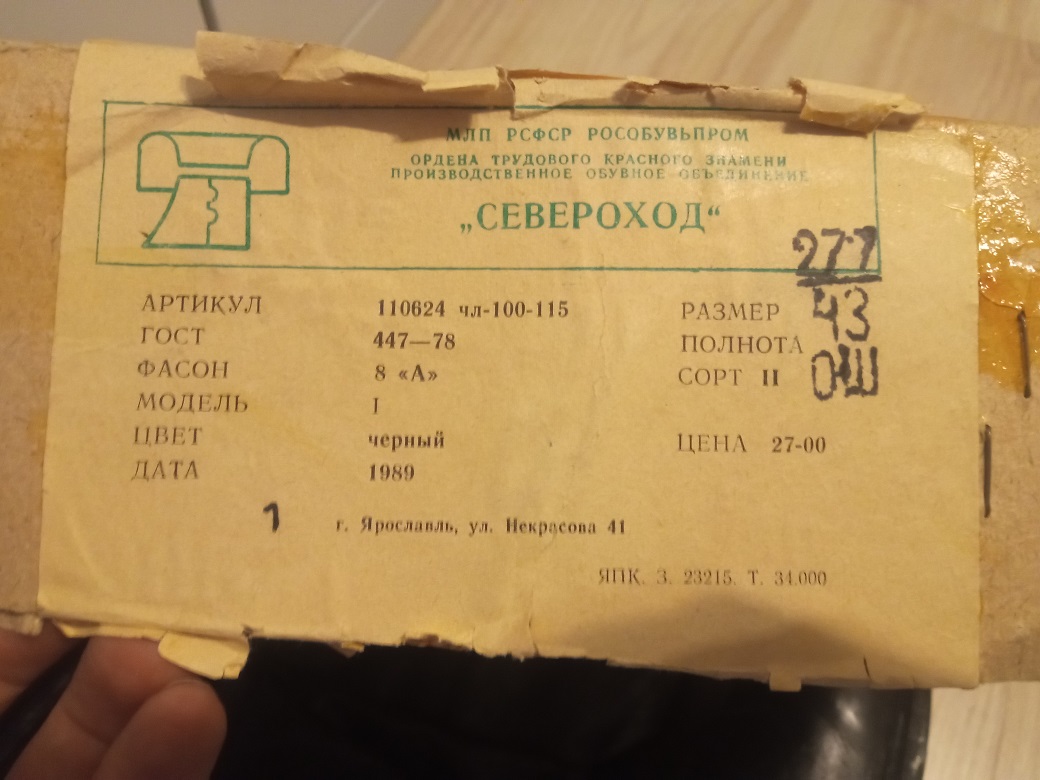 МЛП РСФСР РОСОБУВЬПРОМ
ОРДЕНА ТРУДОВОГО КРАСНОГО ЗНАМЕНИ
ПРОИЗВОДСТВЕННОЕ ОБУВНОЕ ОБЪЕДИНЕНИЕ
„СЕВЕРОХОД“
277
АРТИКУЛ 110624 чл-100-115 РАЗМЕР 43
ГОСТ 447—78 ПОЛНОТА
ФАСОН 8 «А» СОРТ II ОШ
МОДЕЛЬ I
ЦВЕТ черный ЦЕНА 27-00
ДАТА 1989
1 г. Ярославль, ул. Некрасова 41
ЯПК. З. 23215. Т. 34.000